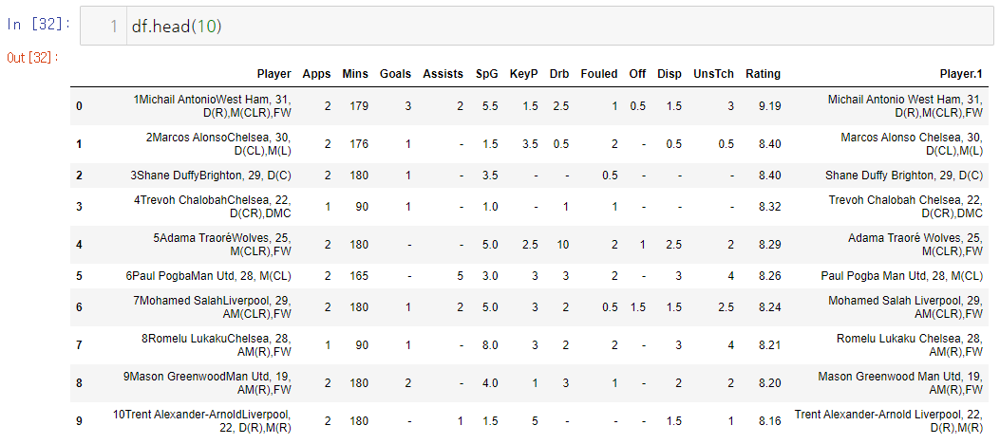 In [32]: 1 df.head(10)
Out[32]:
Player Apps Mins Goals Assists SpG KeyP Drb Fouled Off Disp UnsTch Rating Player.1
0 1Michail AntonioWest Ham, 31, D(R),M(CLR),FW 2 179 3 2 5.5 1.5 2.5 1 0.5 1.5 3 9.19 Michail Antonio West Ham, 31, D(R),M(CLR),FW
1 2Marcos AlonsoChelsea, 30, D(CL),M(L) 2 176 1 - 1.5 3.5 0.5 2 - 0.5 0.5 8.40 Marcos Alonso Chelsea, 30, D(CL),M(L)
2 3Shane DuffyBrighton, 29, D(C) 2 180 1 - 3.5 - - 0.5 - - - 8.40 Shane Duffy Brighton, 29, D(C)
3 4Trevoh ChalobahChelsea, 22, D(CR),DMC 1 90 1 - 1.0 - 1 1 - - - 8.32 Trevoh Chalobah Chelsea, 22, D(CR),DMC
4 5Adama TraoréWolves, 25, M(CLR),FW 2 180 - - 5.0 2.5 10 2 1 2.5 2 8.29 Adama Traoré Wolves, 25, M(CLR),FW
5 6Paul PogbaMan Utd, 28, M(CL) 2 165 - 5 3.0 3 3 2 - 3 4 8.26 Paul Pogba Man Utd, 28, M(CL)
6 7Mohamed SalahLiverpool, 29, AM(CLR),FW 2 180 1 2 5.0 3 2 0.5 1.5 1.5 2.5 8.24 Mohamed Salah Liverpool, 29, AM(CLR),FW
7 8Romelu LukakuChelsea, 28, AM(R),FW 1 90 1 - 8.0 3 2 2 - 3 4 8.21 Romelu Lukaku Chelsea, 28, AM(R),FW
8 9Mason GreenwoodMan Utd, 19, AM(R),FW 2 180 2 - 4.0 1 3 1 - 2 2 8.20 Mason Greenwood Man Utd, 19, AM(R),FW
9 10Trent Alexander-ArnoldLiverpool, 22, D(R),M(R) 2 180 - 1 1.5 5 - - - 1.5 1 8.16 Trent Alexander-Arnold Liverpool, 22, D(R),M(R)